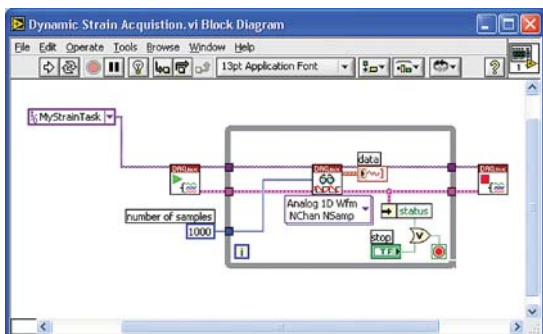 Dynamic Strain Acquistion.vi Block Diagram
File Edit Operate Tools Browse Window Help
13pt Application Font
1
MyStrainTask
DAQmx
DAQmx
data
DAQmx
Analog 1D Wfm
NChan NSamp
status
number of samples
1000
stop
TF
i